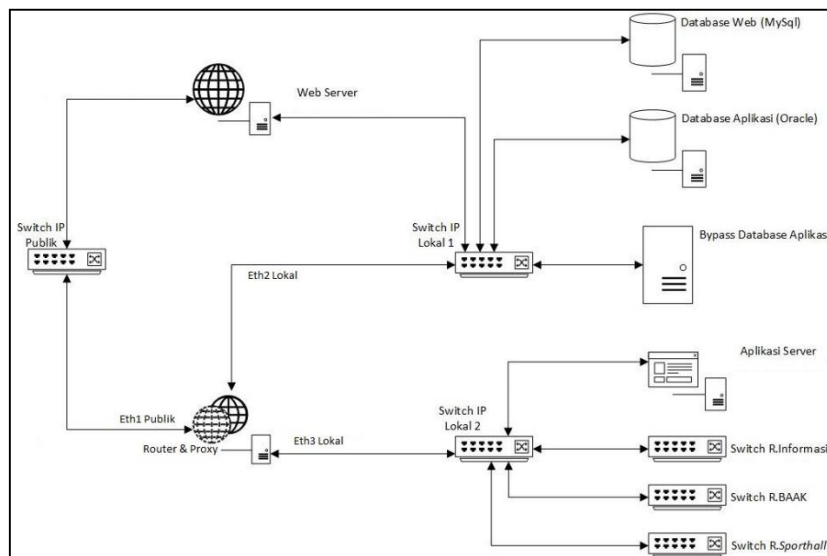 Database Web (MySql)
Web Server
Database Aplikasi (Oracle)
Switch IP
Publik
Switch IP
Lokal 1
Bypass Database Aplikasi
Eth2 Lokal
Aplikasi Server
Switch IP
Lokal 2
Eth1 Publik
Router & Proxy
Eth3 Lokal
Switch R.Informasi
Switch R.BAAK
Switch R.Sporthall